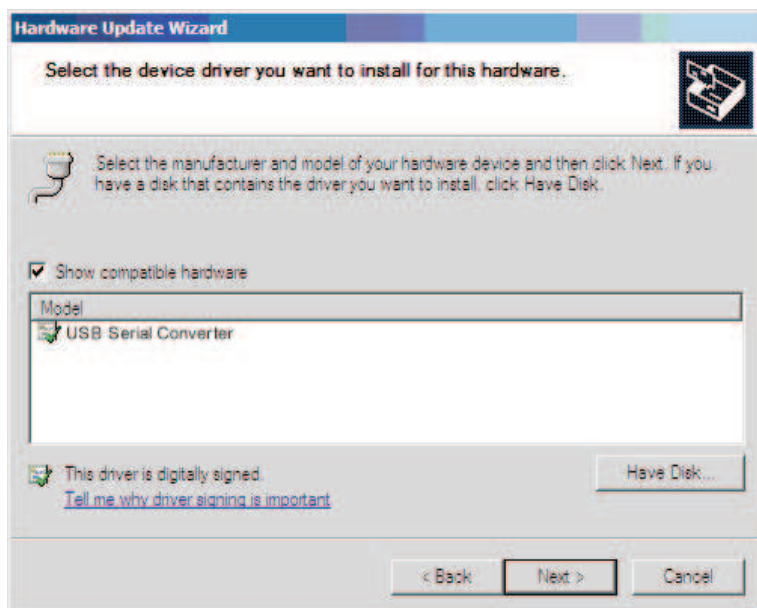 Hardware Update Wizard
Select the device driver you want to install for this hardware.
Select the manufacturer and model of your hardware device and then click Next. If you
have a disk that contains the driver you want to install, click Have Disk.
Show compatible hardware
Model
USB Serial Converter
This driver is digitally signed.
Have Disk...
Tell me why driver signing is important
< Back
Next >
Cancel